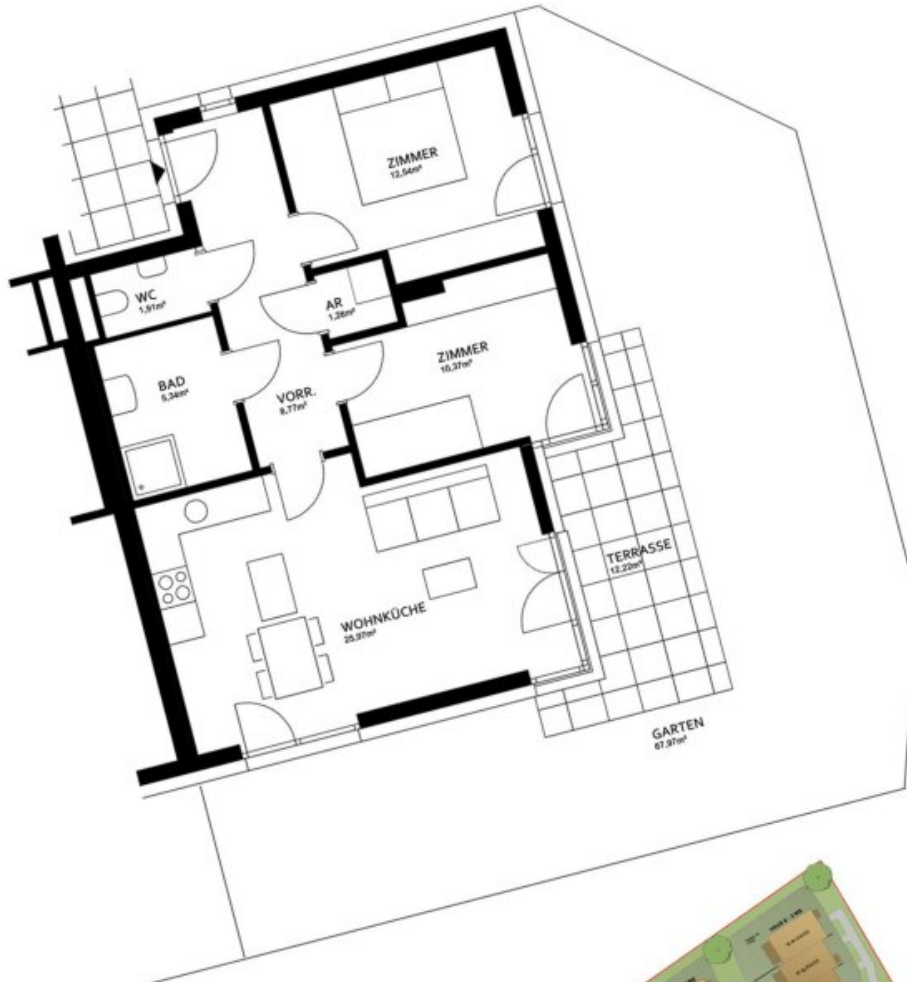 ZIMMER
12,54m²
WC
1,91m²
AR
1,26m²
ZIMMER
10,37m²
BAD
5,34m²
VORR.
8,77m²
TERRASSE
12,22m²
WOHNKÜCHE
25,97m²
GARTEN
67,97m²